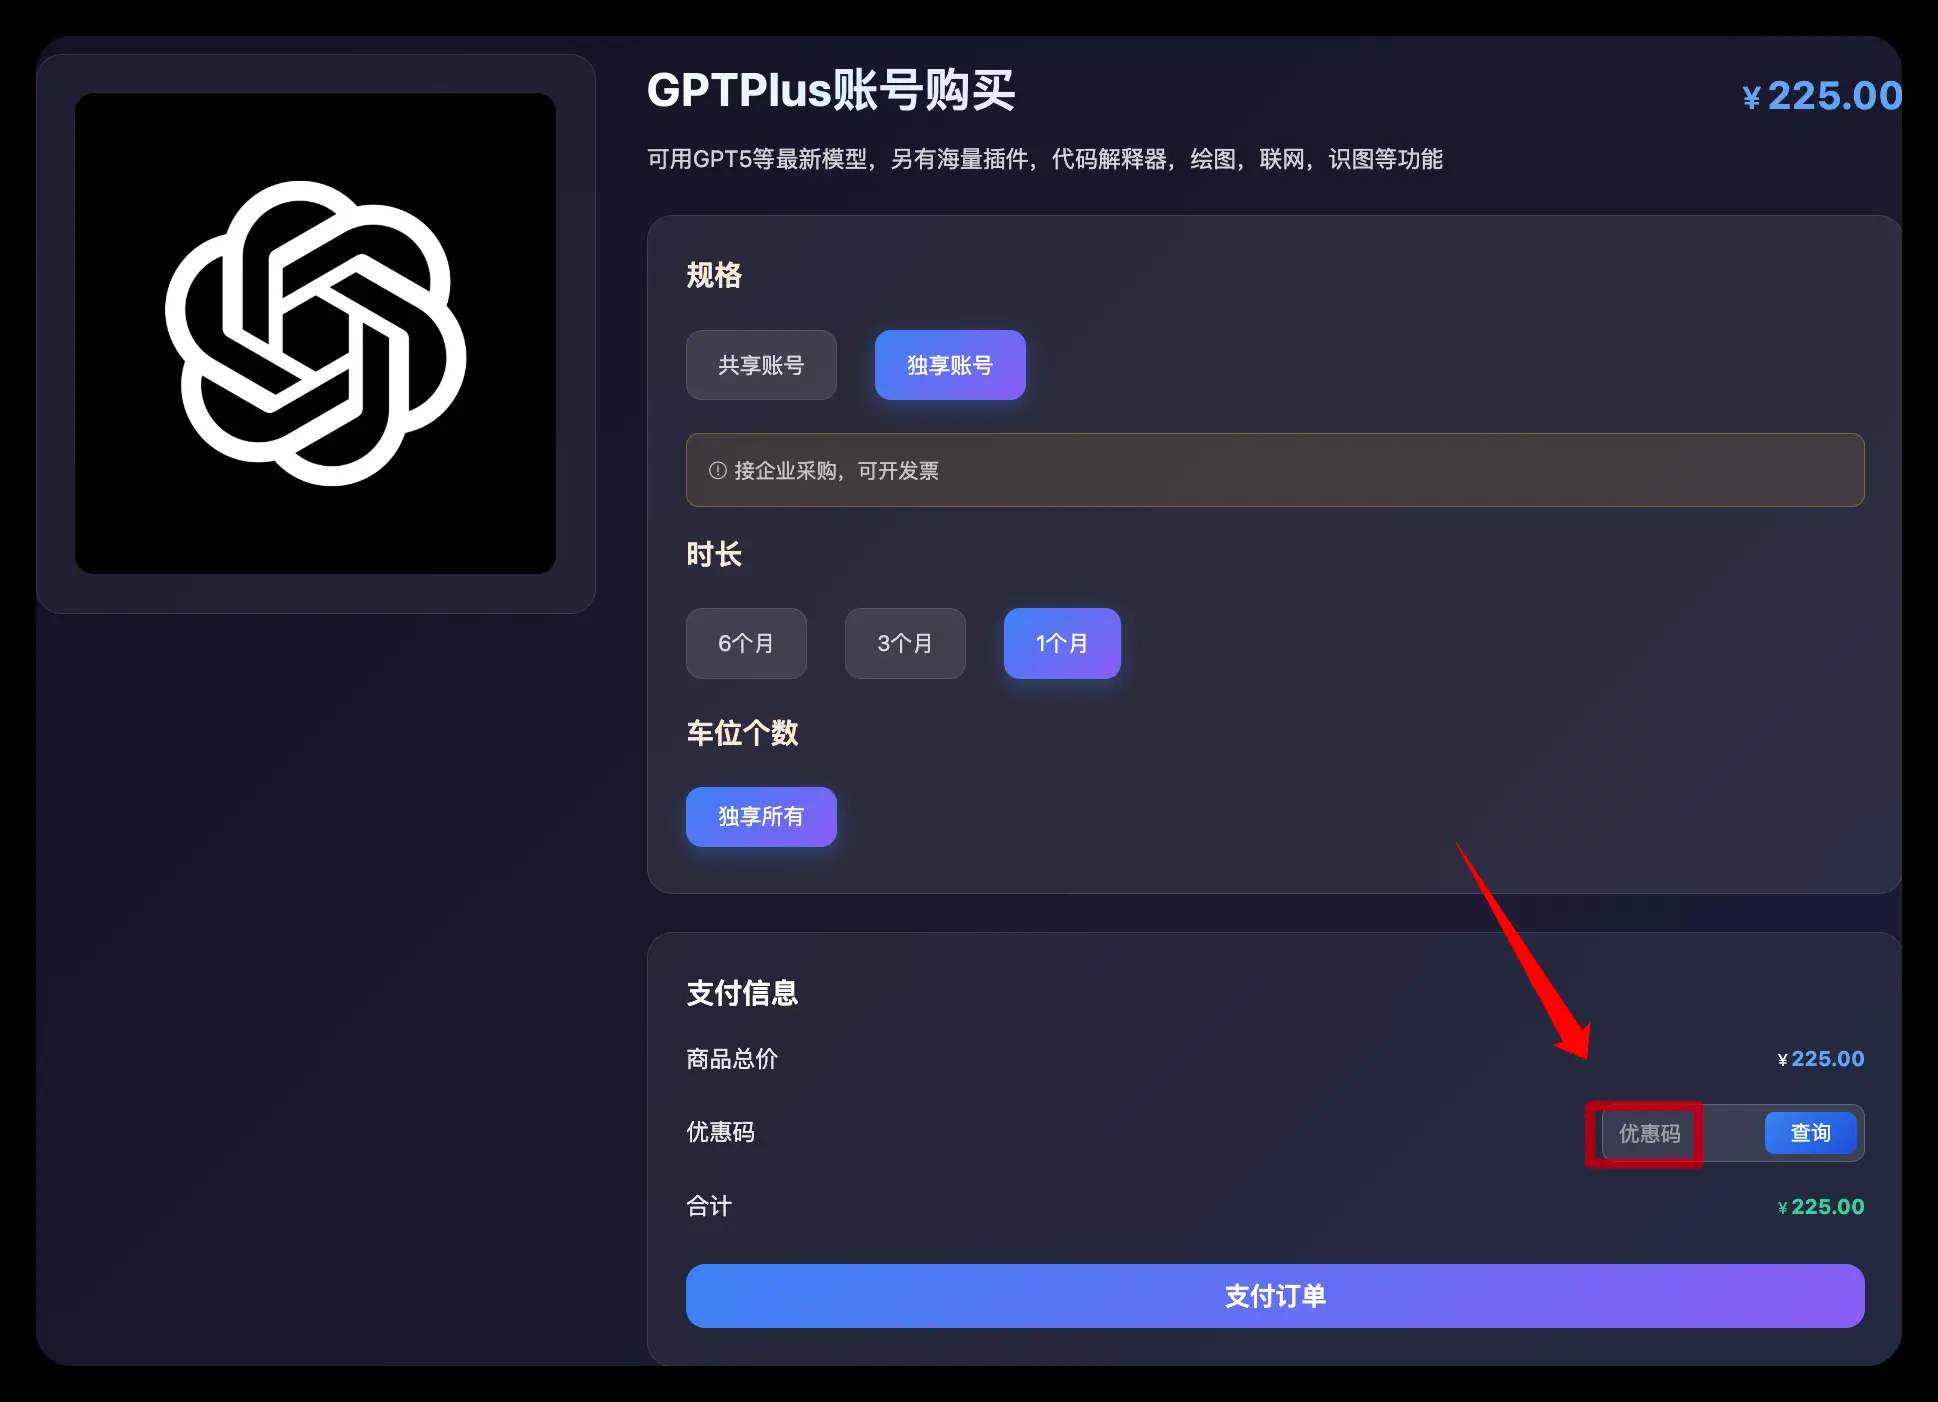 GPTPlus账号购买
¥225.00
可用GPT5等最新模型，另有海量插件，代码解释器，绘图，联网，识图等功能
规格
共享账号 独享账号
接企业采购，可开发票
时长
6个月 3个月 1个月
车位个数
独享所有
支付信息
商品总价 ¥225.00
优惠码 优惠码 查询
合计 ¥225.00
支付订单